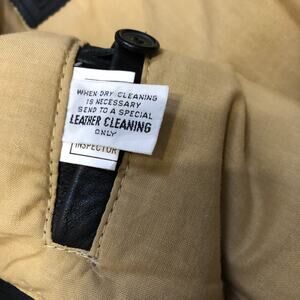 WHEN DRY CLEANING
IS NECESSARY
SEND TO A SPECIAL
LEATHER CLEANING
ONLY
INSPECTOR